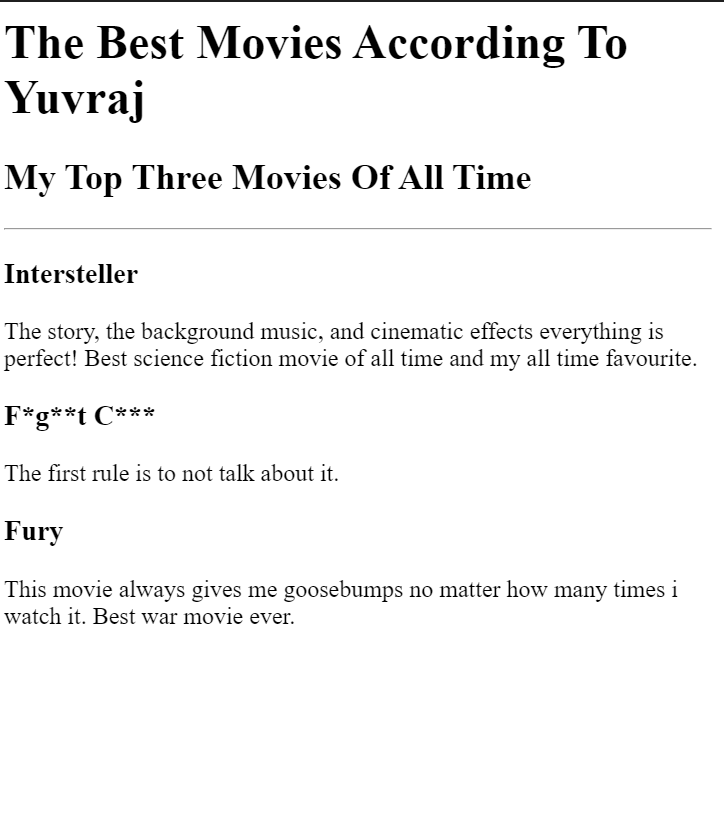 The Best Movies According To
Yuvraj
My Top Three Movies Of All Time
Intersteller
The story, the background music, and cinematic effects everything is
perfect! Best science fiction movie of all time and my all time favourite.
F*g**t C***
The first rule is to not talk about it.
Fury
This movie always gives me goosebumps no matter how many times i
watch it. Best war movie ever.